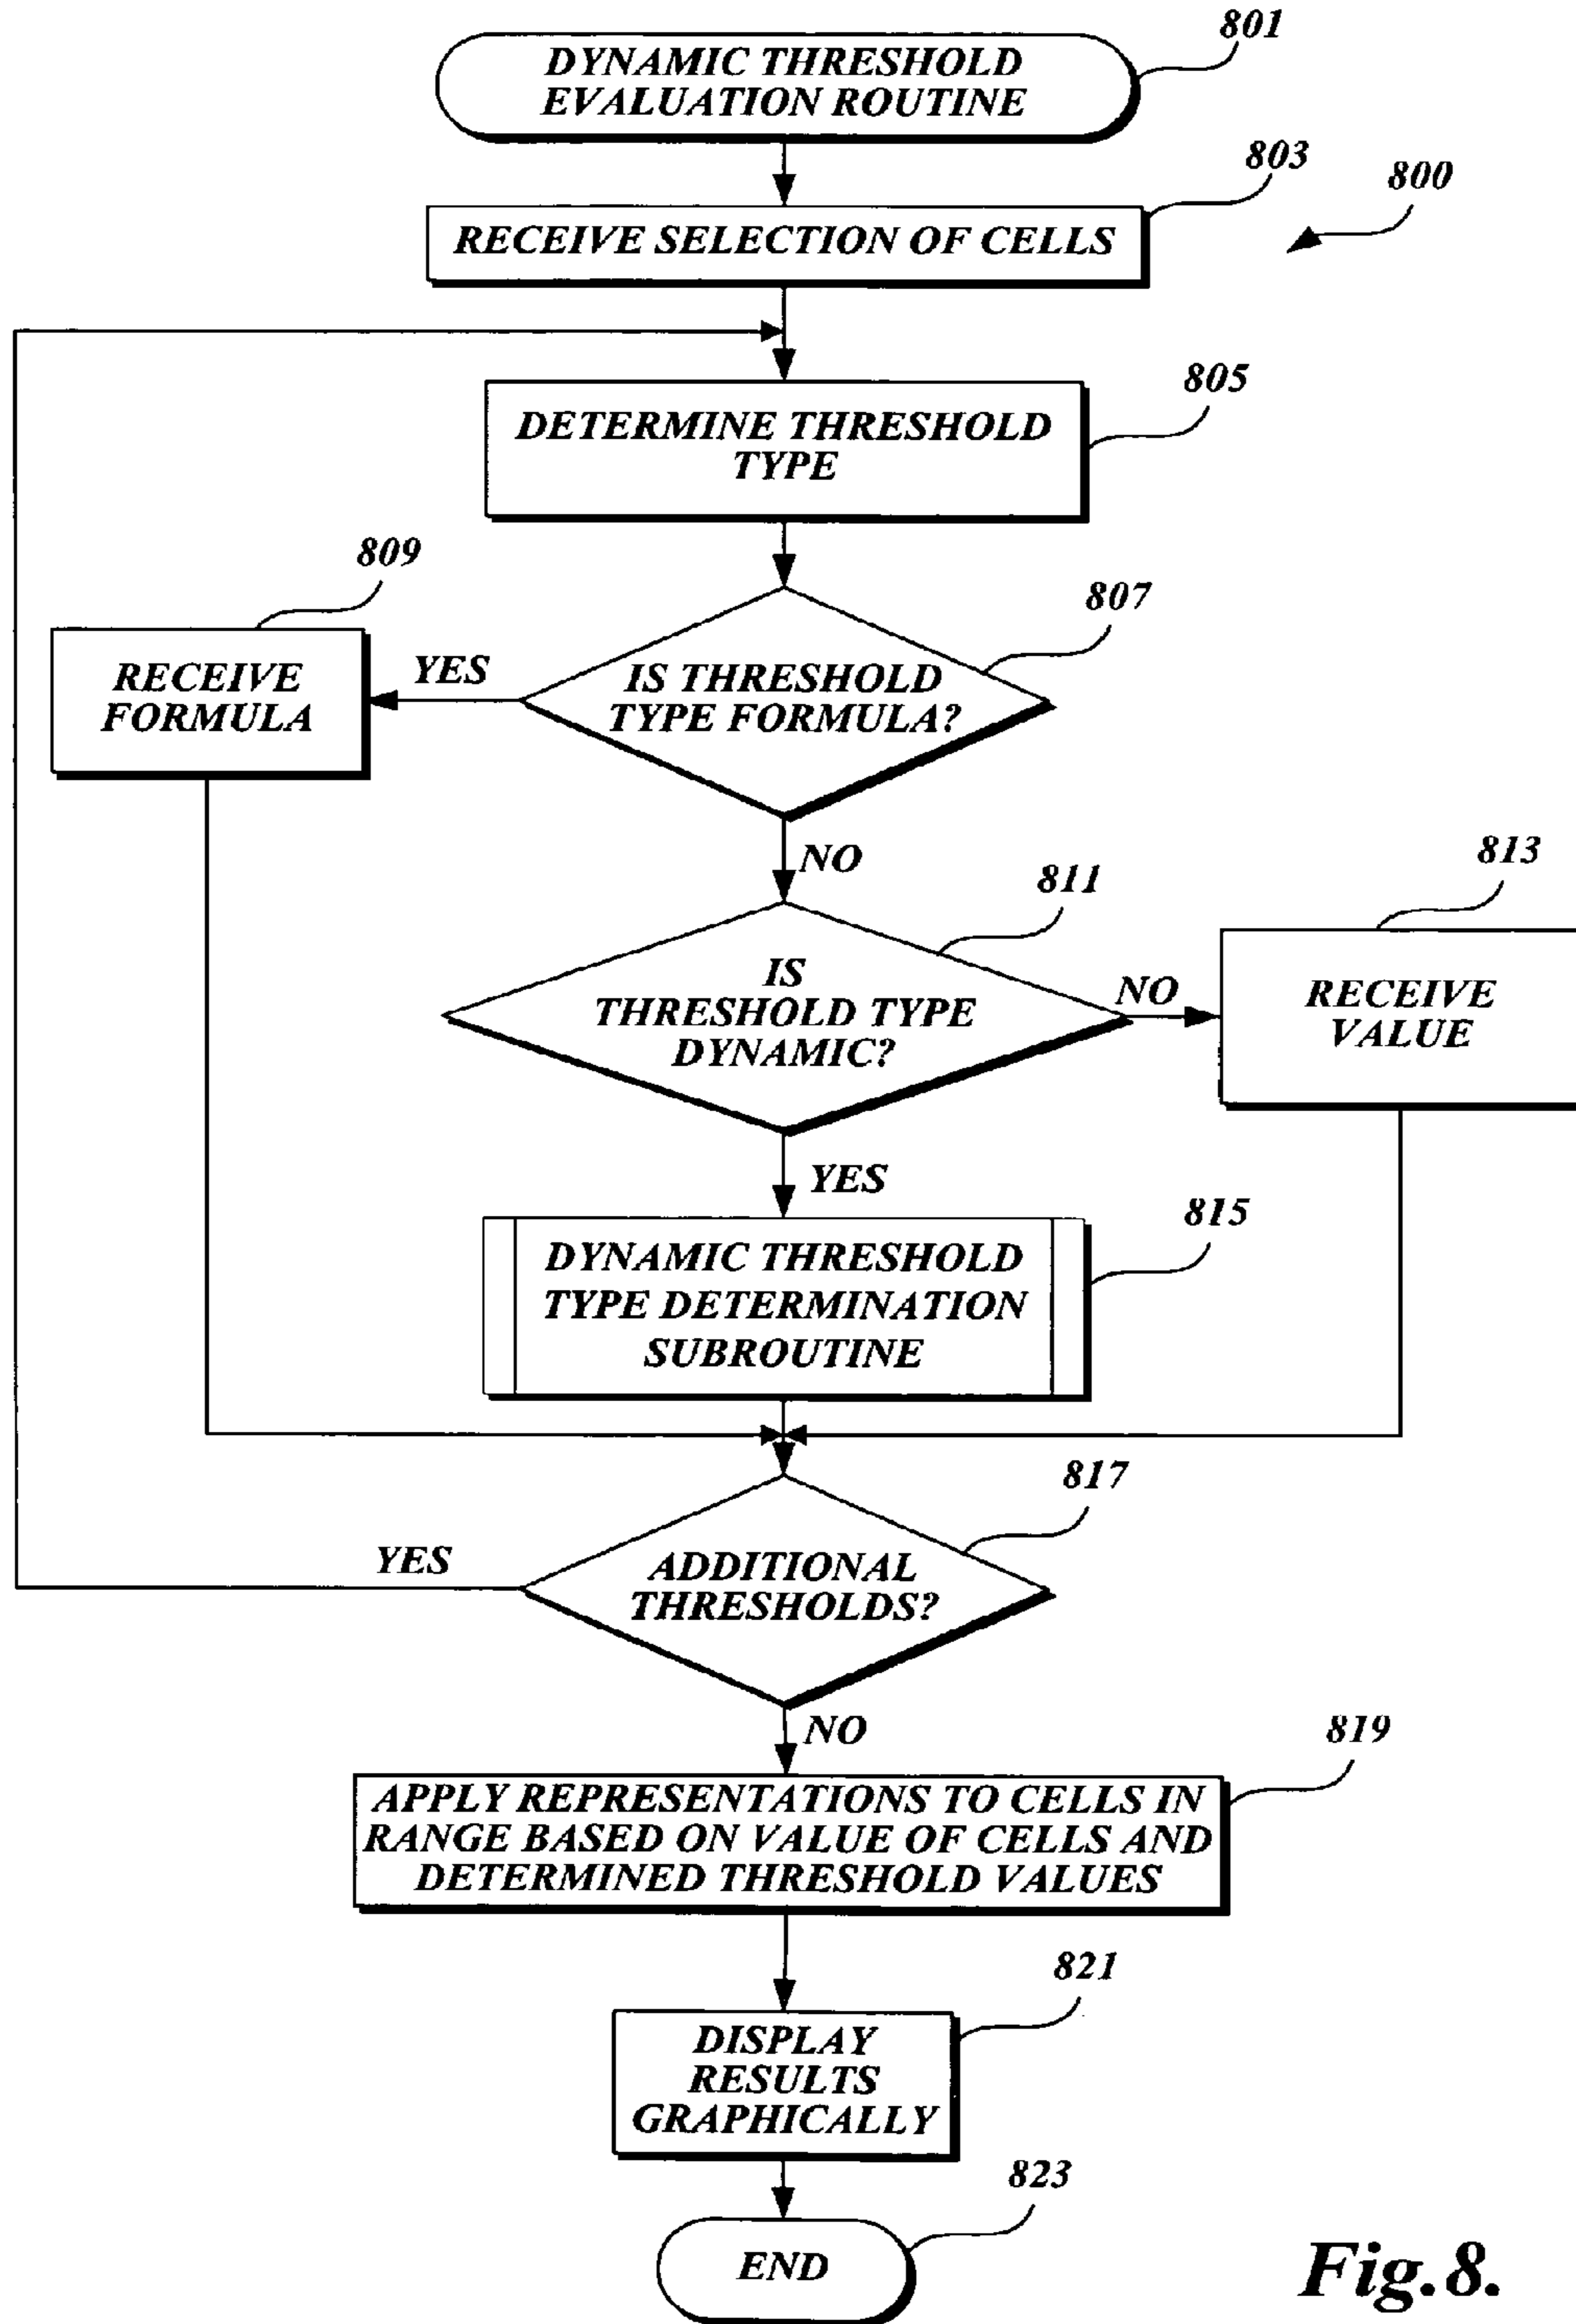 801
DYNAMIC THRESHOLD
EVALUATION ROUTINE
803
800
RECEIVE SELECTION OF CELLS
805
DETERMINE THRESHOLD
TYPE
809
807
RECEIVE
FORMULA
YES
IS THRESHOLD
TYPE FORMULA?
NO
811
813
IS
THRESHOLD TYPE
DYNAMIC?
NO
RECEIVE
VALUE
YES
815
DYNAMIC THRESHOLD
TYPE DETERMINATION
SUBROUTINE
817
YES
ADDITIONAL
THRESHOLDS?
NO
819
APPLY REPRESENTATIONS TO CELLS IN
RANGE BASED ON VALUE OF CELLS AND
DETERMINED THRESHOLD VALUES
821
DISPLAY
RESULTS
GRAPHICALLY
823
END
Fig.8.